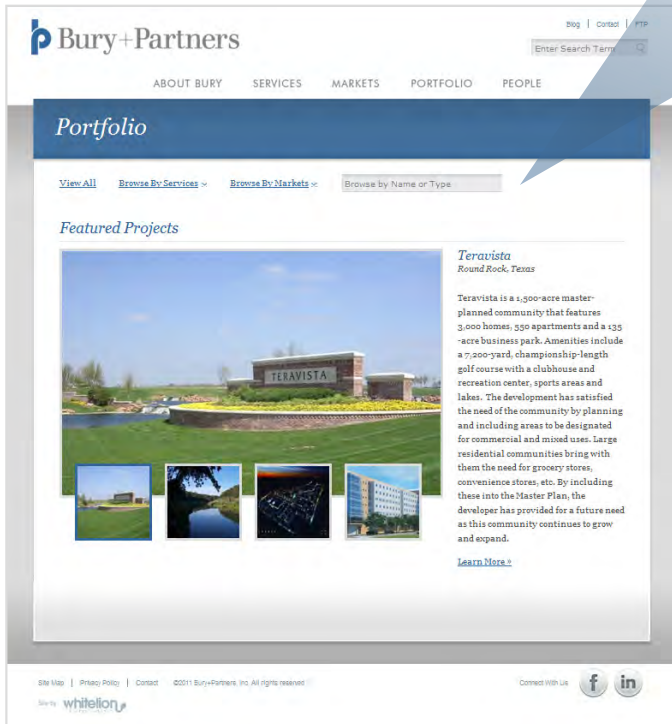 Bury+Partners
Blog | Contact | FTP
Enter Search Term
ABOUT BURY SERVICES MARKETS PORTFOLIO PEOPLE
Portfolio
View All Browse By Services Browse By Markets Browse by Name or Type
Featured Projects
Teravista
Round Rock, Texas
Teravista is a 1,500-acre master-
planned community that features
3,000 homes, 550 apartments and a 135
-acre business park. Amenities include
a 7,200-yard, championship-length
golf course with a clubhouse and
recreation center, sports areas and
lakes. The development has satisfied
the need of the community by planning
and including areas to be designated
for commercial and mixed uses. Large
residential communities bring with
them the need for grocery stores,
convenience stores, etc. By including
these into the Master Plan, the
developer has provided for a future need
as this community continues to grow
and expand.
Learn More »
TERAVISTA
Site Map | Privacy Policy | Contact ©2011 Bury+Partners, Inc. All rights reserved
Connect With Us f in
Site by whitelion